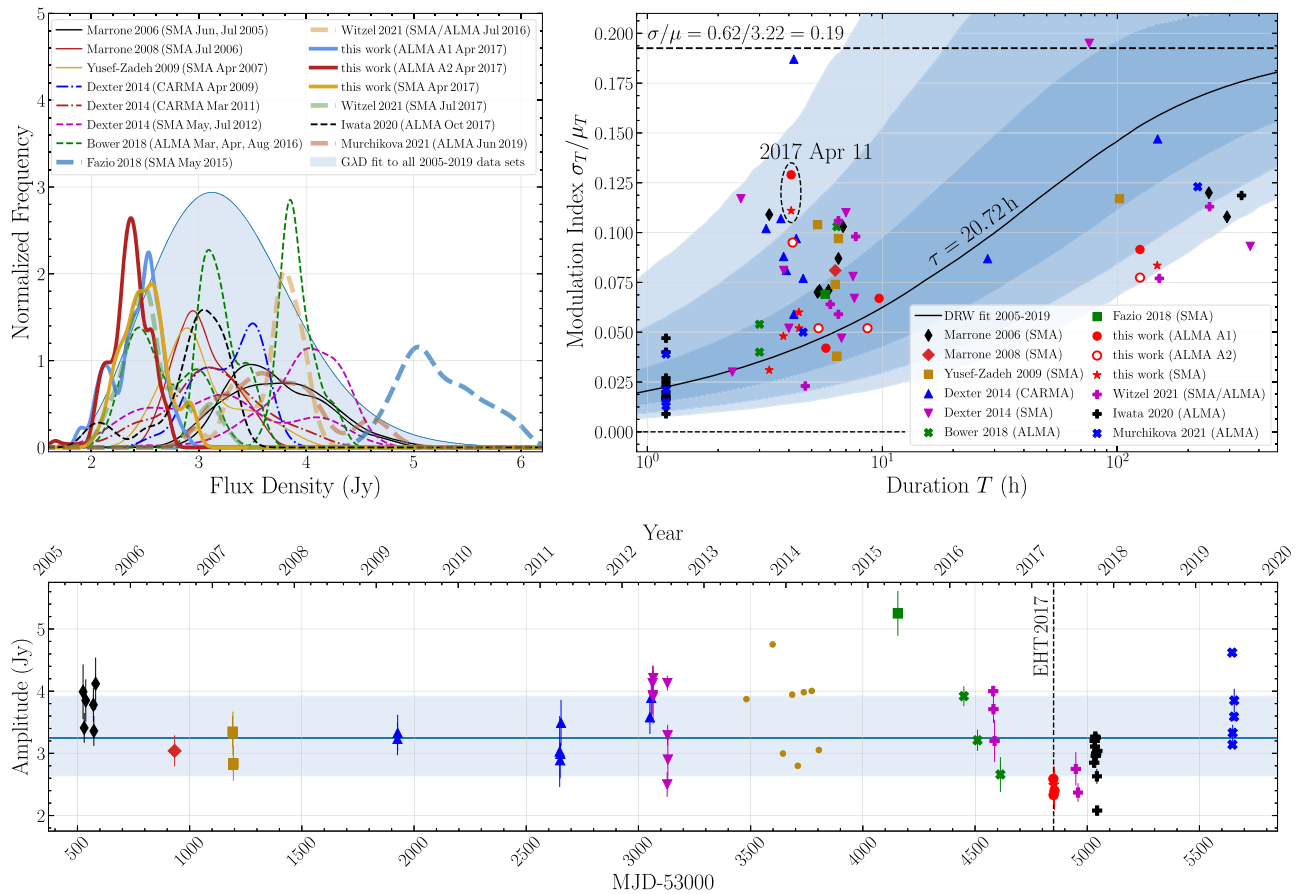 Normalized Frequency
5
4
3
2
1
0
Marrone 2006 (SMA Jun, Jul 2005)
Marrone 2008 (SMA Jul 2006)
Yusef-Zadeh 2009 (SMA Apr 2007)
Dexter 2014 (CARMA Apr 2009)
Dexter 2014 (CARMA Mar 2011)
Dexter 2014 (SMA May, Jul 2012)
Bower 2018 (ALMA Mar, Apr, Aug 2016)
Fazio 2018 (SMA May 2015)
Witzel 2021 (SMA/ALMA Jul 2016)
this work (ALMA A1 Apr 2017)
this work (ALMA A2 Apr 2017)
this work (SMA Apr 2017)
Witzel 2021 (SMA Jul 2017)
Iwata 2020 (ALMA Oct 2017)
Murchikova 2021 (ALMA Jun 2019)
GAD fit to all 2005-2019 data sets
2 3 4 5 6
Flux Density (Jy)
Modulation Index σT/μT
0.200
0.175
0.150
0.125
0.100
0.075
0.050
0.025
0.000
σ/μ = 0.62/3.22 = 0.19
2017 Apr 11
τ = 20.72 h
DRW fit 2005-2019
Marrone 2006 (SMA)
Marrone 2008 (SMA)
Yusef-Zadeh 2009 (SMA)
Dexter 2014 (CARMA)
Dexter 2014 (SMA)
Bower 2018 (ALMA)
Fazio 2018 (SMA)
this work (ALMA A1)
this work (ALMA A2)
this work (SMA)
Witzel 2021 (SMA/ALMA)
Iwata 2020 (ALMA)
Murchikova 2021 (ALMA)
10⁰ 10¹ 10²
Duration T (h)
Year
2005 2006 2007 2008 2009 2010 2011 2012 2013 2014 2015 2016 2017 2018 2019 2020
Amplitude (Jy)
5
4
3
2
EHT 2017
500 1000 1500 2000 2500 3000 3500 4000 4500 5000 5500
MJD-53000